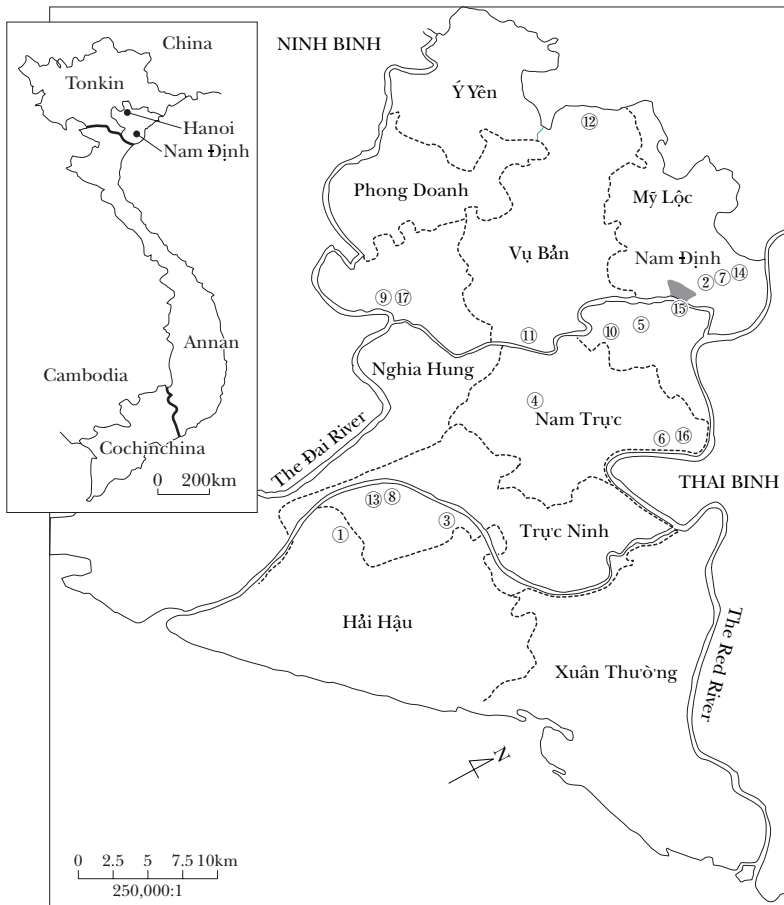 China
Tonkin
Hanoi
Nam Định
Annan
Cambodia
Cochinchina
0 200km
NINH BINH
Ý Yên
⑫
Phong Doanh
Mỹ Lộc
Vụ Bản
Nam Định
② ⑦ ⑭
⑨ ⑰
⑮
⑪
⑩ ⑤
Nghia Hung
④
Nam Trực
⑥ ⑯
The Đai River
THAI BINH
⑬ ⑧
③
①
Trực Ninh
Hải Hậu
Xuân Thường
The Red River
N
0 2.5 5 7.5 10km
250,000:1